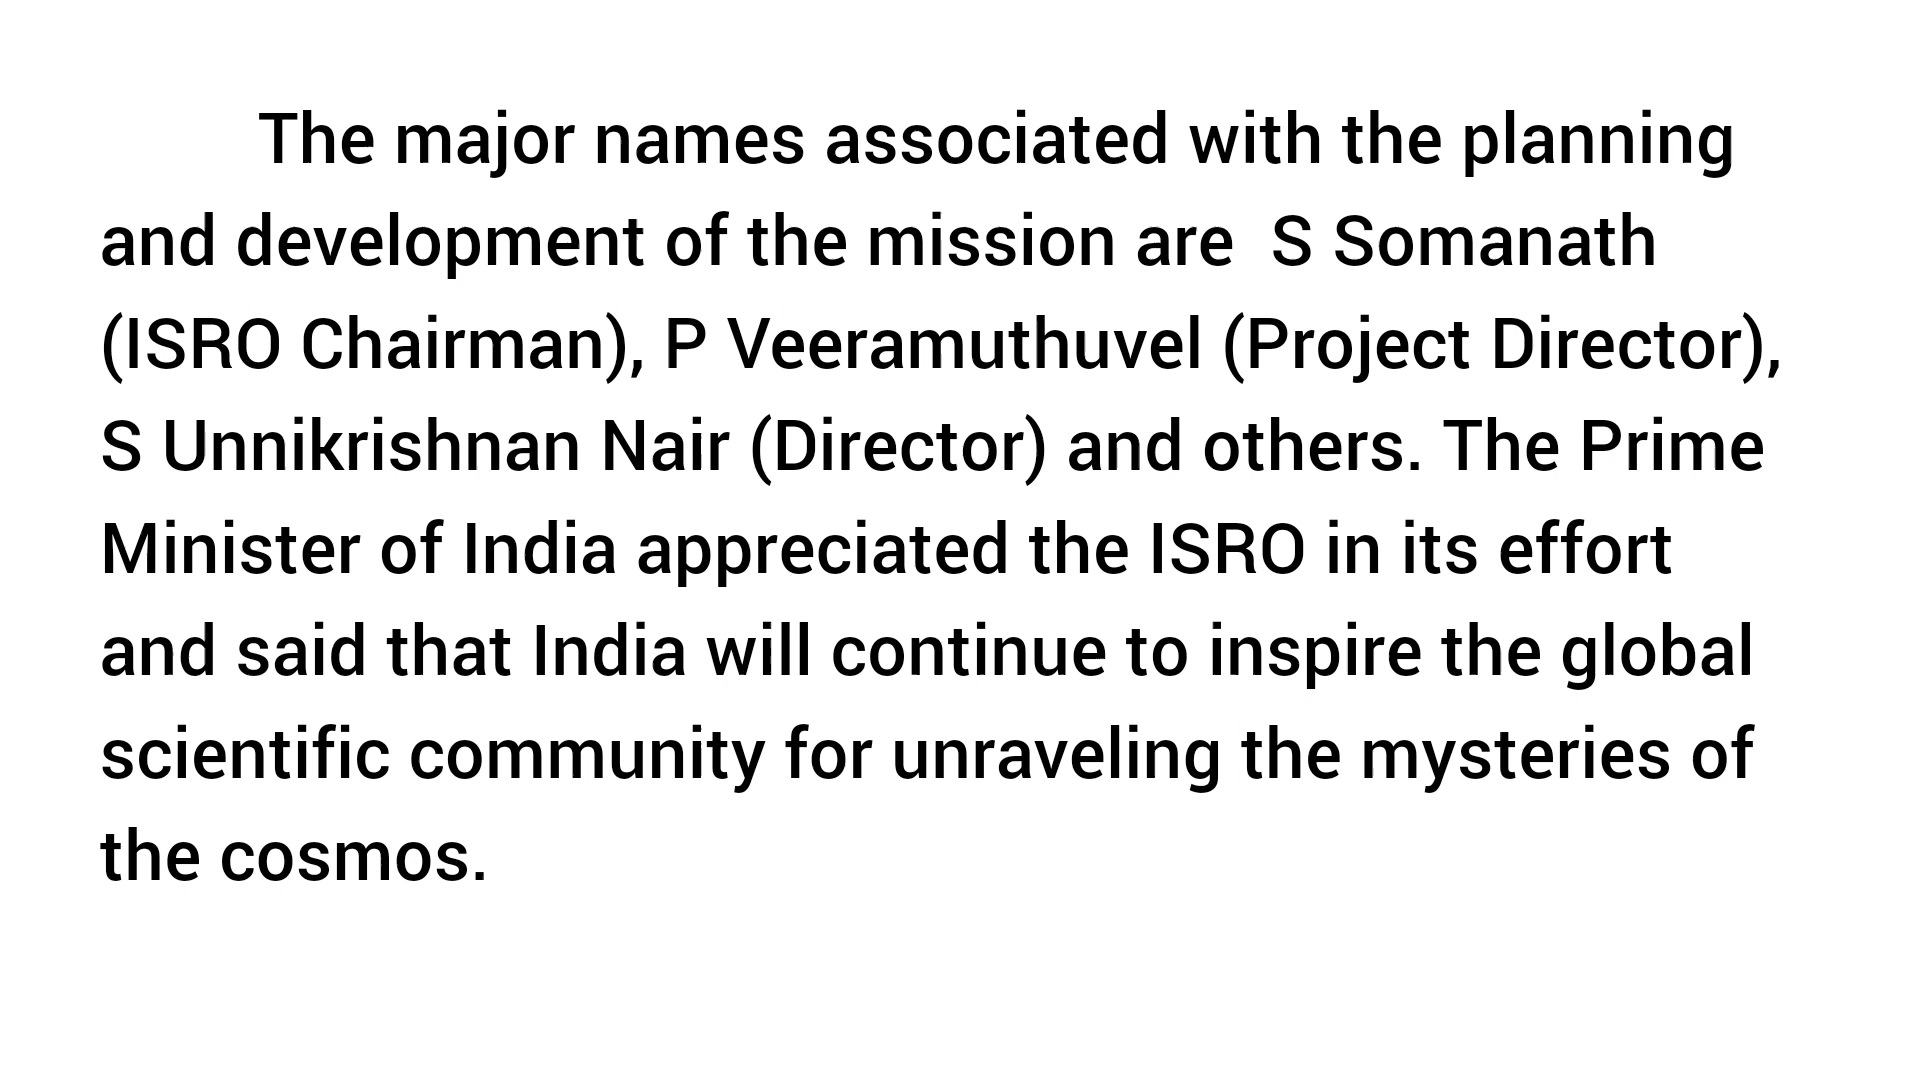 The major names associated with the planning
and development of the mission are  S Somanath
(ISRO Chairman), P Veeramuthuvel (Project Director),
S Unnikrishnan Nair (Director) and others. The Prime
Minister of India appreciated the ISRO in its effort
and said that India will continue to inspire the global
scientific community for unraveling the mysteries of
the cosmos.